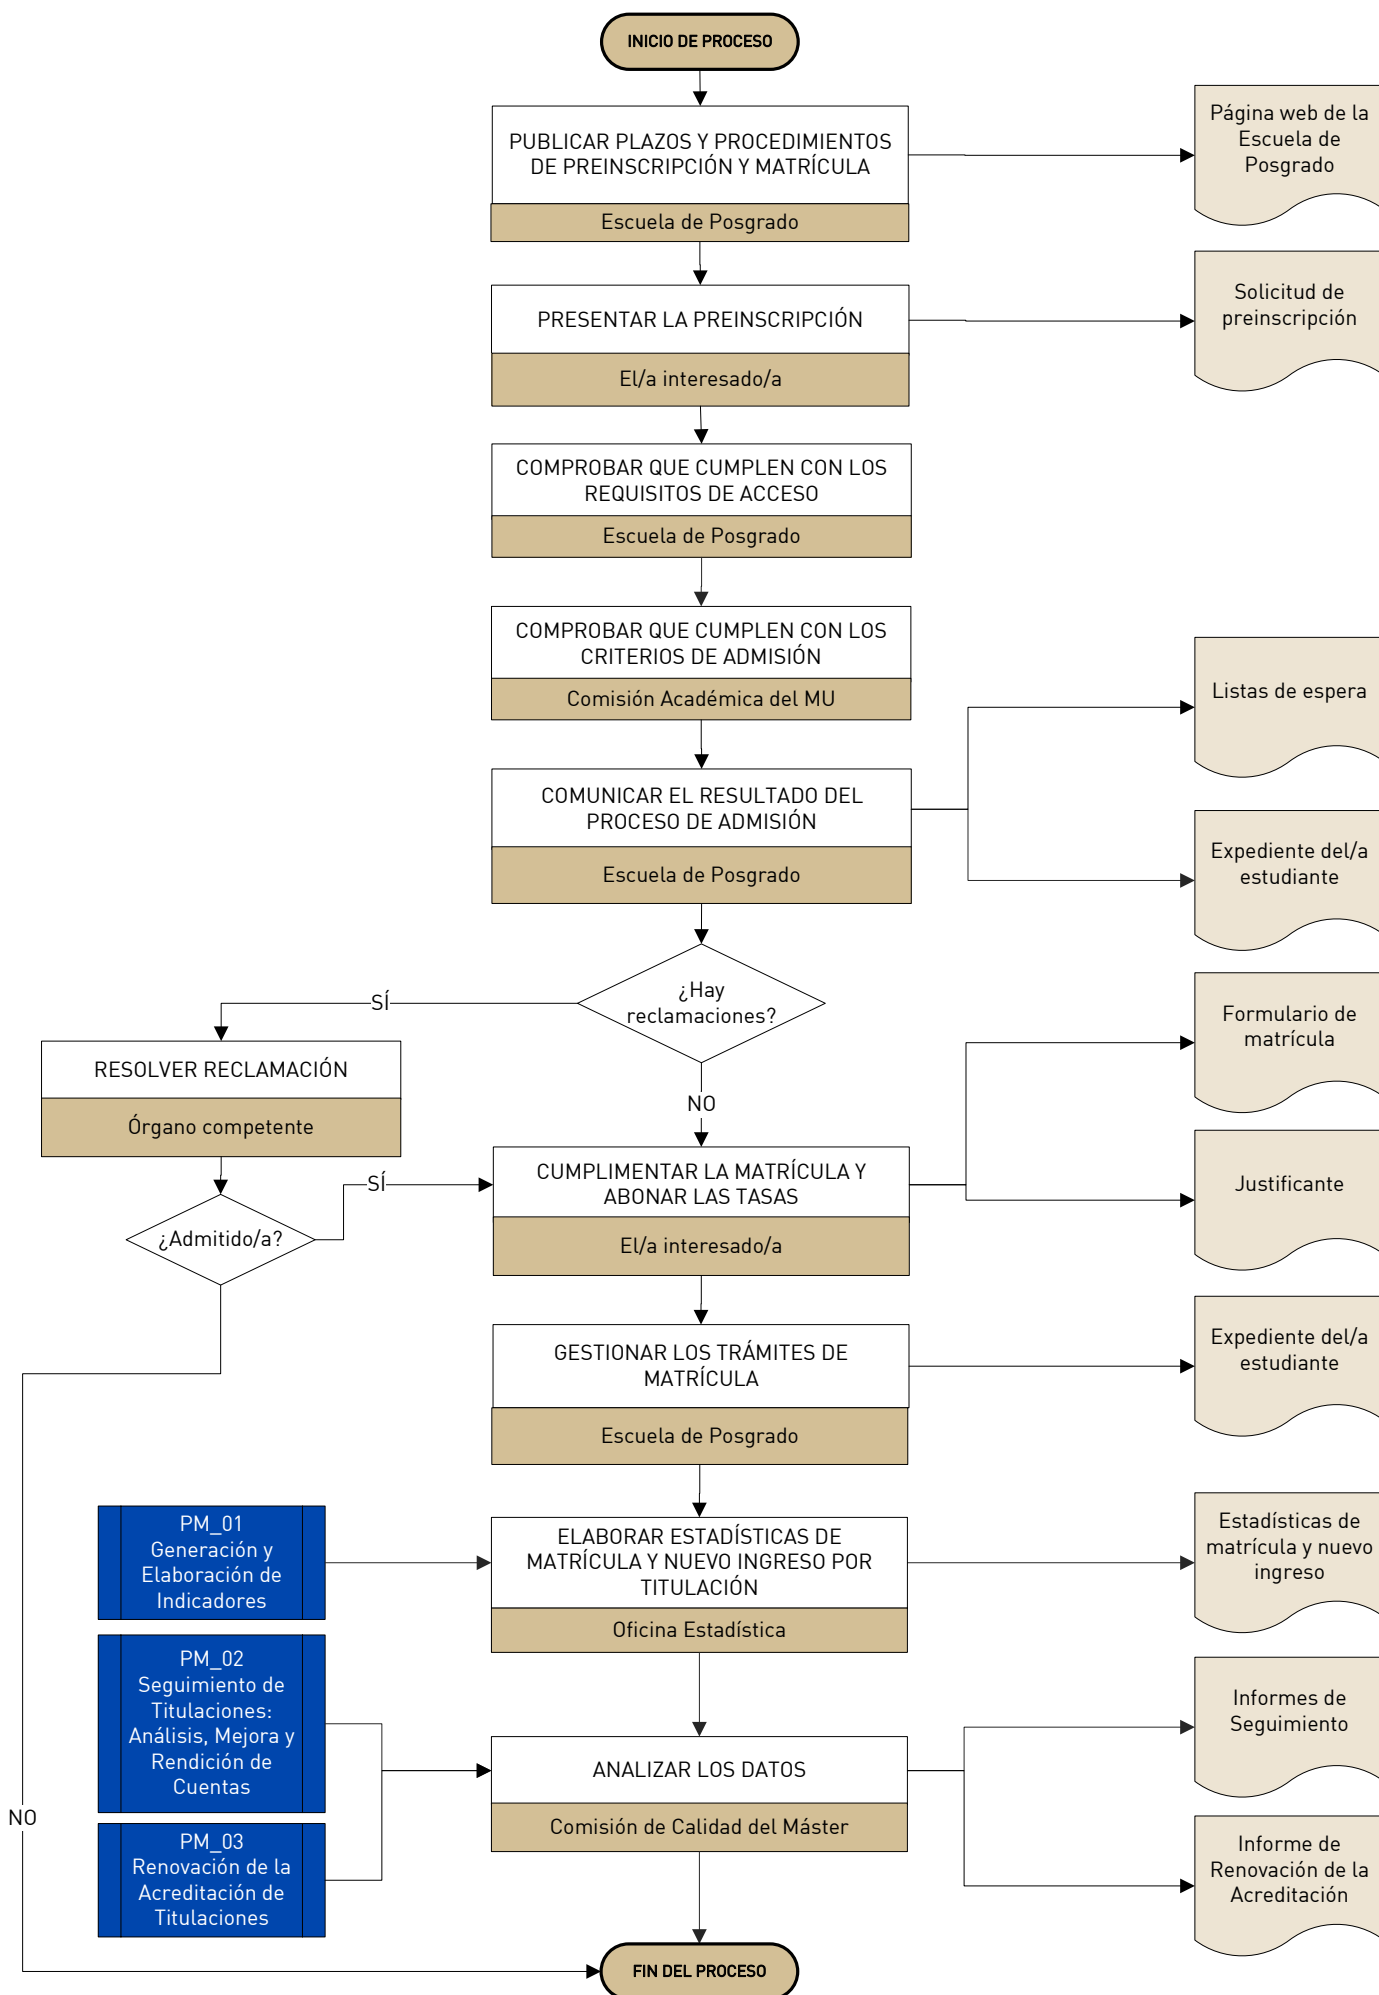 INICIO DE PROCESO
PUBLICAR PLAZOS Y PROCEDIMIENTOS
DE PREINSCRIPCIÓN Y MATRÍCULA
Escuela de Posgrado
Página web de la
Escuela de
Posgrado
PRESENTAR LA PREINSCRIPCIÓN
El/a interesado/a
Solicitud de
preinscripción
COMPROBAR QUE CUMPLEN CON LOS
REQUISITOS DE ACCESO
Escuela de Posgrado
COMPROBAR QUE CUMPLEN CON LOS
CRITERIOS DE ADMISIÓN
Comisión Académica del MU
Listas de espera
COMUNICAR EL RESULTADO DEL
PROCESO DE ADMISIÓN
Escuela de Posgrado
Expediente del/a
estudiante
¿Hay
reclamaciones?
SÍ
NO
RESOLVER RECLAMACIÓN
Órgano competente
¿Admitido/a?
SÍ
Formulario de
matrícula
CUMPLIMENTAR LA MATRÍCULA Y
ABONAR LAS TASAS
El/a interesado/a
Justificante
GESTIONAR LOS TRÁMITES DE
MATRÍCULA
Escuela de Posgrado
Expediente del/a
estudiante
PM_01
Generación y
Elaboración de
Indicadores
ELABORAR ESTADÍSTICAS DE
MATRÍCULA Y NUEVO INGRESO POR
TITULACIÓN
Oficina Estadística
Estadísticas de
matrícula y nuevo
ingreso
PM_02
Seguimiento de
Titulaciones:
Análisis, Mejora y
Rendición de
Cuentas
ANALIZAR LOS DATOS
Comisión de Calidad del Máster
Informes de
Seguimiento
NO
PM_03
Renovación de la
Acreditación de
Titulaciones
Informe de
Renovación de la
Acreditación
FIN DEL PROCESO